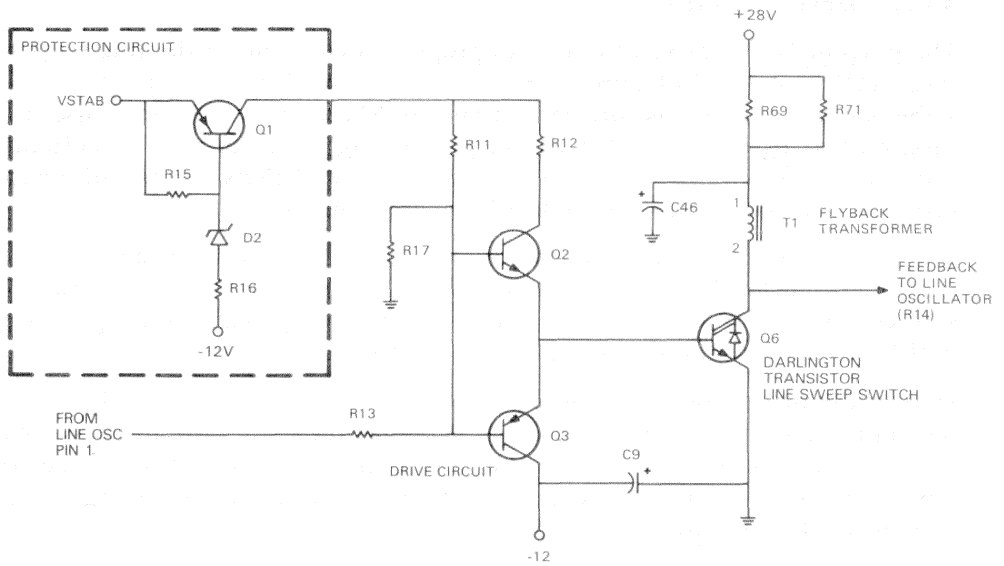 +28V
PROTECTION CIRCUIT
VSTAB
Q1
R15
D2
R16
-12V
R11
R12
R17
Q2
R69
R71
+
C46
1
2
T1
FLYBACK
TRANSFORMER
FEEDBACK
TO LINE
OSCILLATOR
(R14)
Q6
DARLINGTON
TRANSISTOR
LINE SWEEP SWITCH
FROM
LINE OSC
PIN 1.
R13
Q3
DRIVE CIRCUIT
C9
+
-12